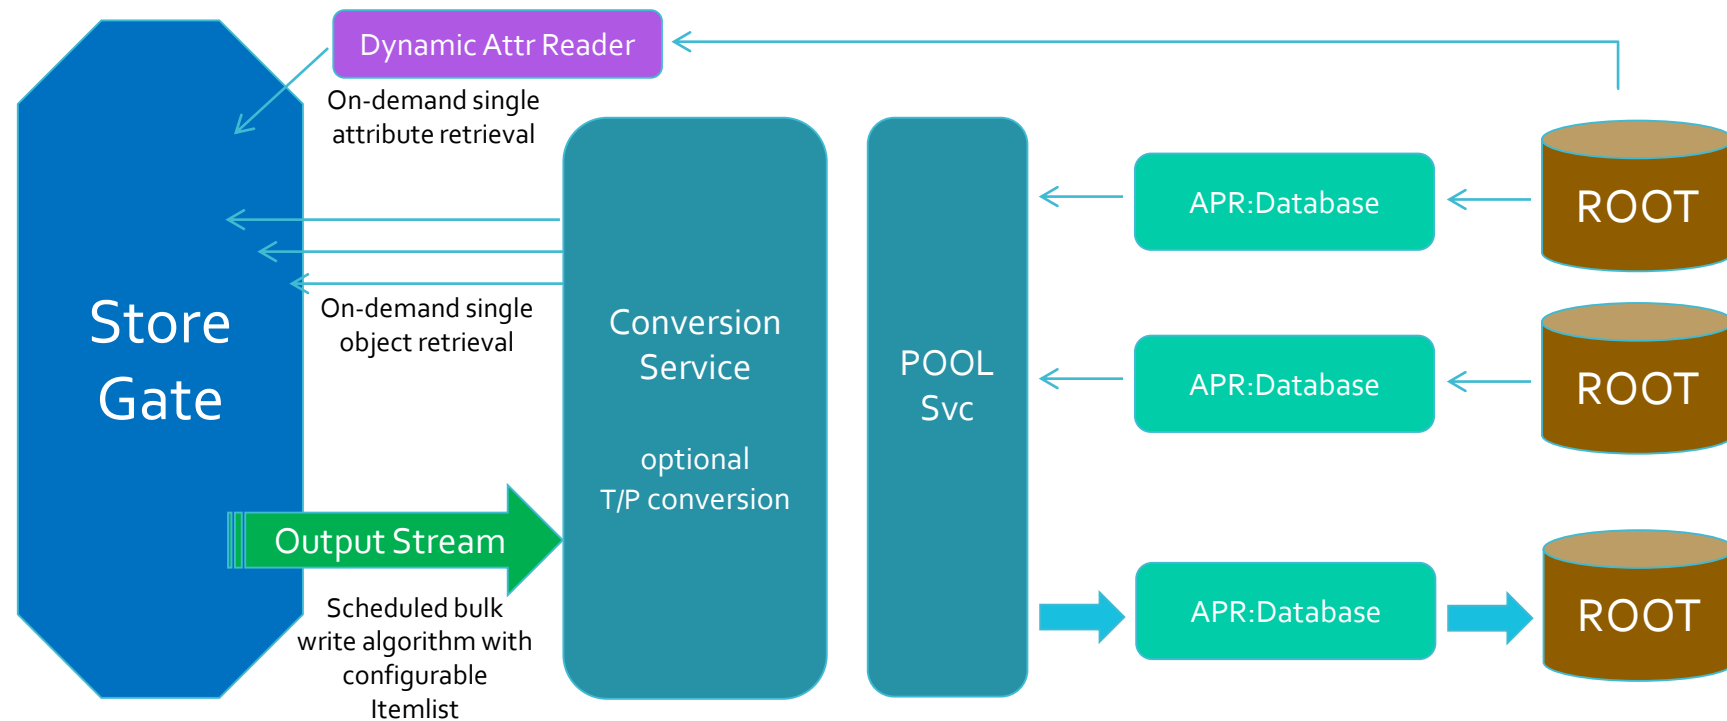 Dynamic Attr Reader
On-demand single
attribute retrieval
Store
Gate
On-demand single
object retrieval
Output Stream
Scheduled bulk
write algorithm with
configurable
Itemlist
Conversion
Service
optional
T/P conversion
POOL
Svc
APR:Database
ROOT
APR:Database
ROOT
APR:Database
ROOT